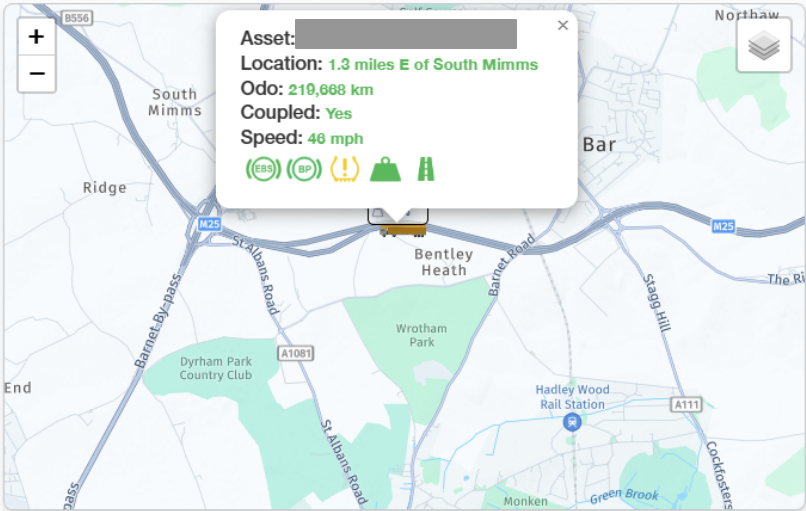 B556
Northaw
+
−
×
Asset:
Location: 1.3 miles E of South Mimms
Odo: 219,668 km
Coupled: Yes
Speed: 46 mph
EBS
BP
South
Mimms
Bar
Ridge
M25
M25
St Albans Road
Bentley
Heath
Barnet Road
Barnet By-pass
Stagg Hill
The Ri
Wrotham
Park
A1081
Dyrham Park
Country Club
End
Hadley Wood
Rail Station
A111
St Albans Road
Cockfosters
pass
Monken
Green Brook